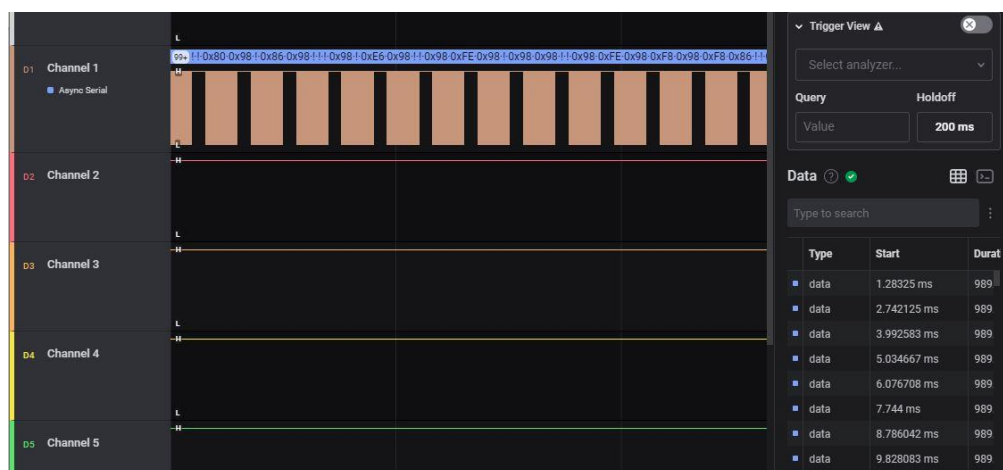 L
99+ ! ! 0x80 0x98 ! 0x86 0x98 ! ! ! 0x98 ! 0xE6 0x98 ! ! 0x98 0xFE 0x98 ! 0x98 0x98 ! ! 0x98 0xFE 0x98 0xF8 0x98 0xF8 0x86 ! !
H
D1 Channel 1
Async Serial
L
H
D2 Channel 2
L
H
D3 Channel 3
L
H
D4 Channel 4
L
H
D5 Channel 5
Trigger View
Select analyzer...
Query Holdoff
Value 200 ms
Data
Type to search
Type Start Durat
data 1.28325 ms 989
data 2.742125 ms 989
data 3.992583 ms 989
data 5.034667 ms 989
data 6.076708 ms 989
data 7.744 ms 989
data 8.786042 ms 989
data 9.828083 ms 989